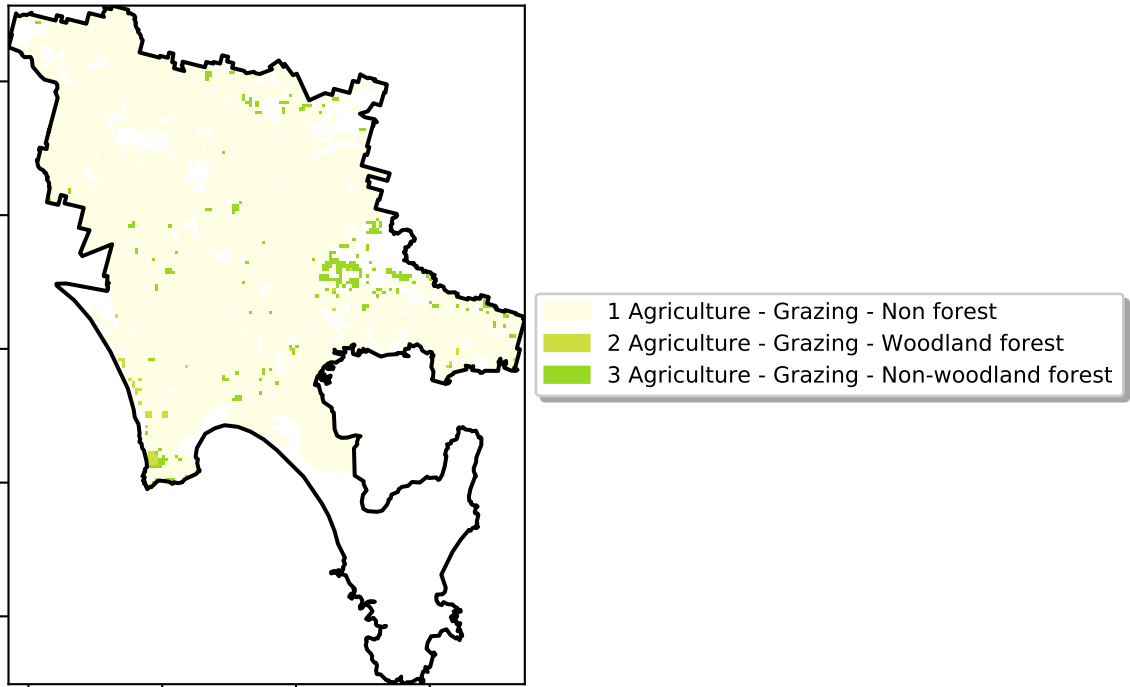 1 Agriculture - Grazing - Non forest
2 Agriculture - Grazing - Woodland forest
3 Agriculture - Grazing - Non-woodland forest